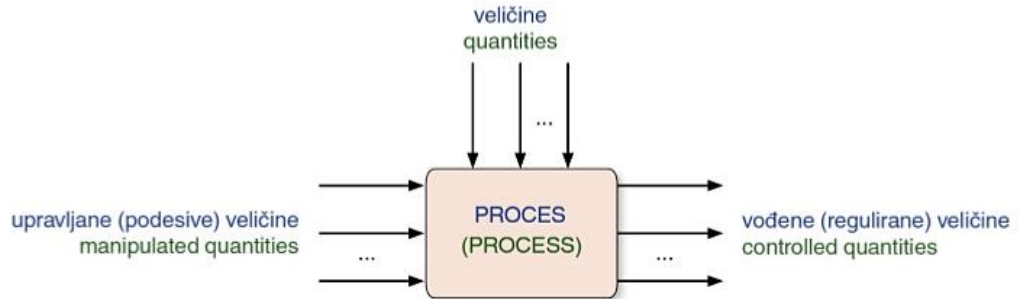 veličine
quantities
...
upravljane (podesive) veličine
manipulated quantities
...
PROCES
(PROCESS)
...
vođene (regulirane) veličine
controlled quantities